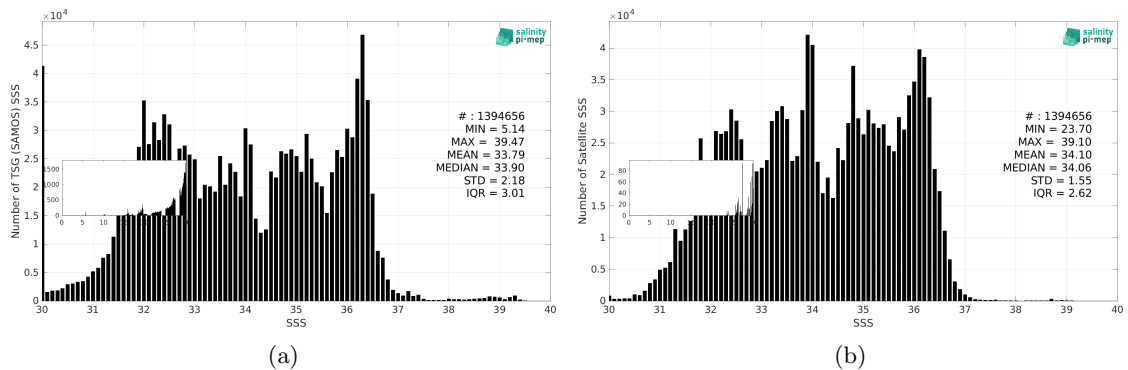 ×10⁴
salinity
pi-mep
4.5
4
3.5
3
2.5
2
1.5
1
0.5
0
Number of TSG (SAMOS) SSS
# : 1394656
MIN = 5.14
MAX = 39.47
MEAN = 33.79
MEDIAN = 33.90
STD = 2.18
IQR = 3.01
1500
1000
500
0
0 5 10
30 31 32 33 34 35 36 37 38 39 40
SSS
(a)
×10⁴
salinity
pi-mep
4
3.5
3
2.5
2
1.5
1
0.5
0
Number of Satellite SSS
# : 1394656
MIN = 23.70
MAX = 39.10
MEAN = 34.10
MEDIAN = 34.06
STD = 1.55
IQR = 2.62
80
60
40
20
0
0 5 10
30 31 32 33 34 35 36 37 38 39 40
SSS
(b)